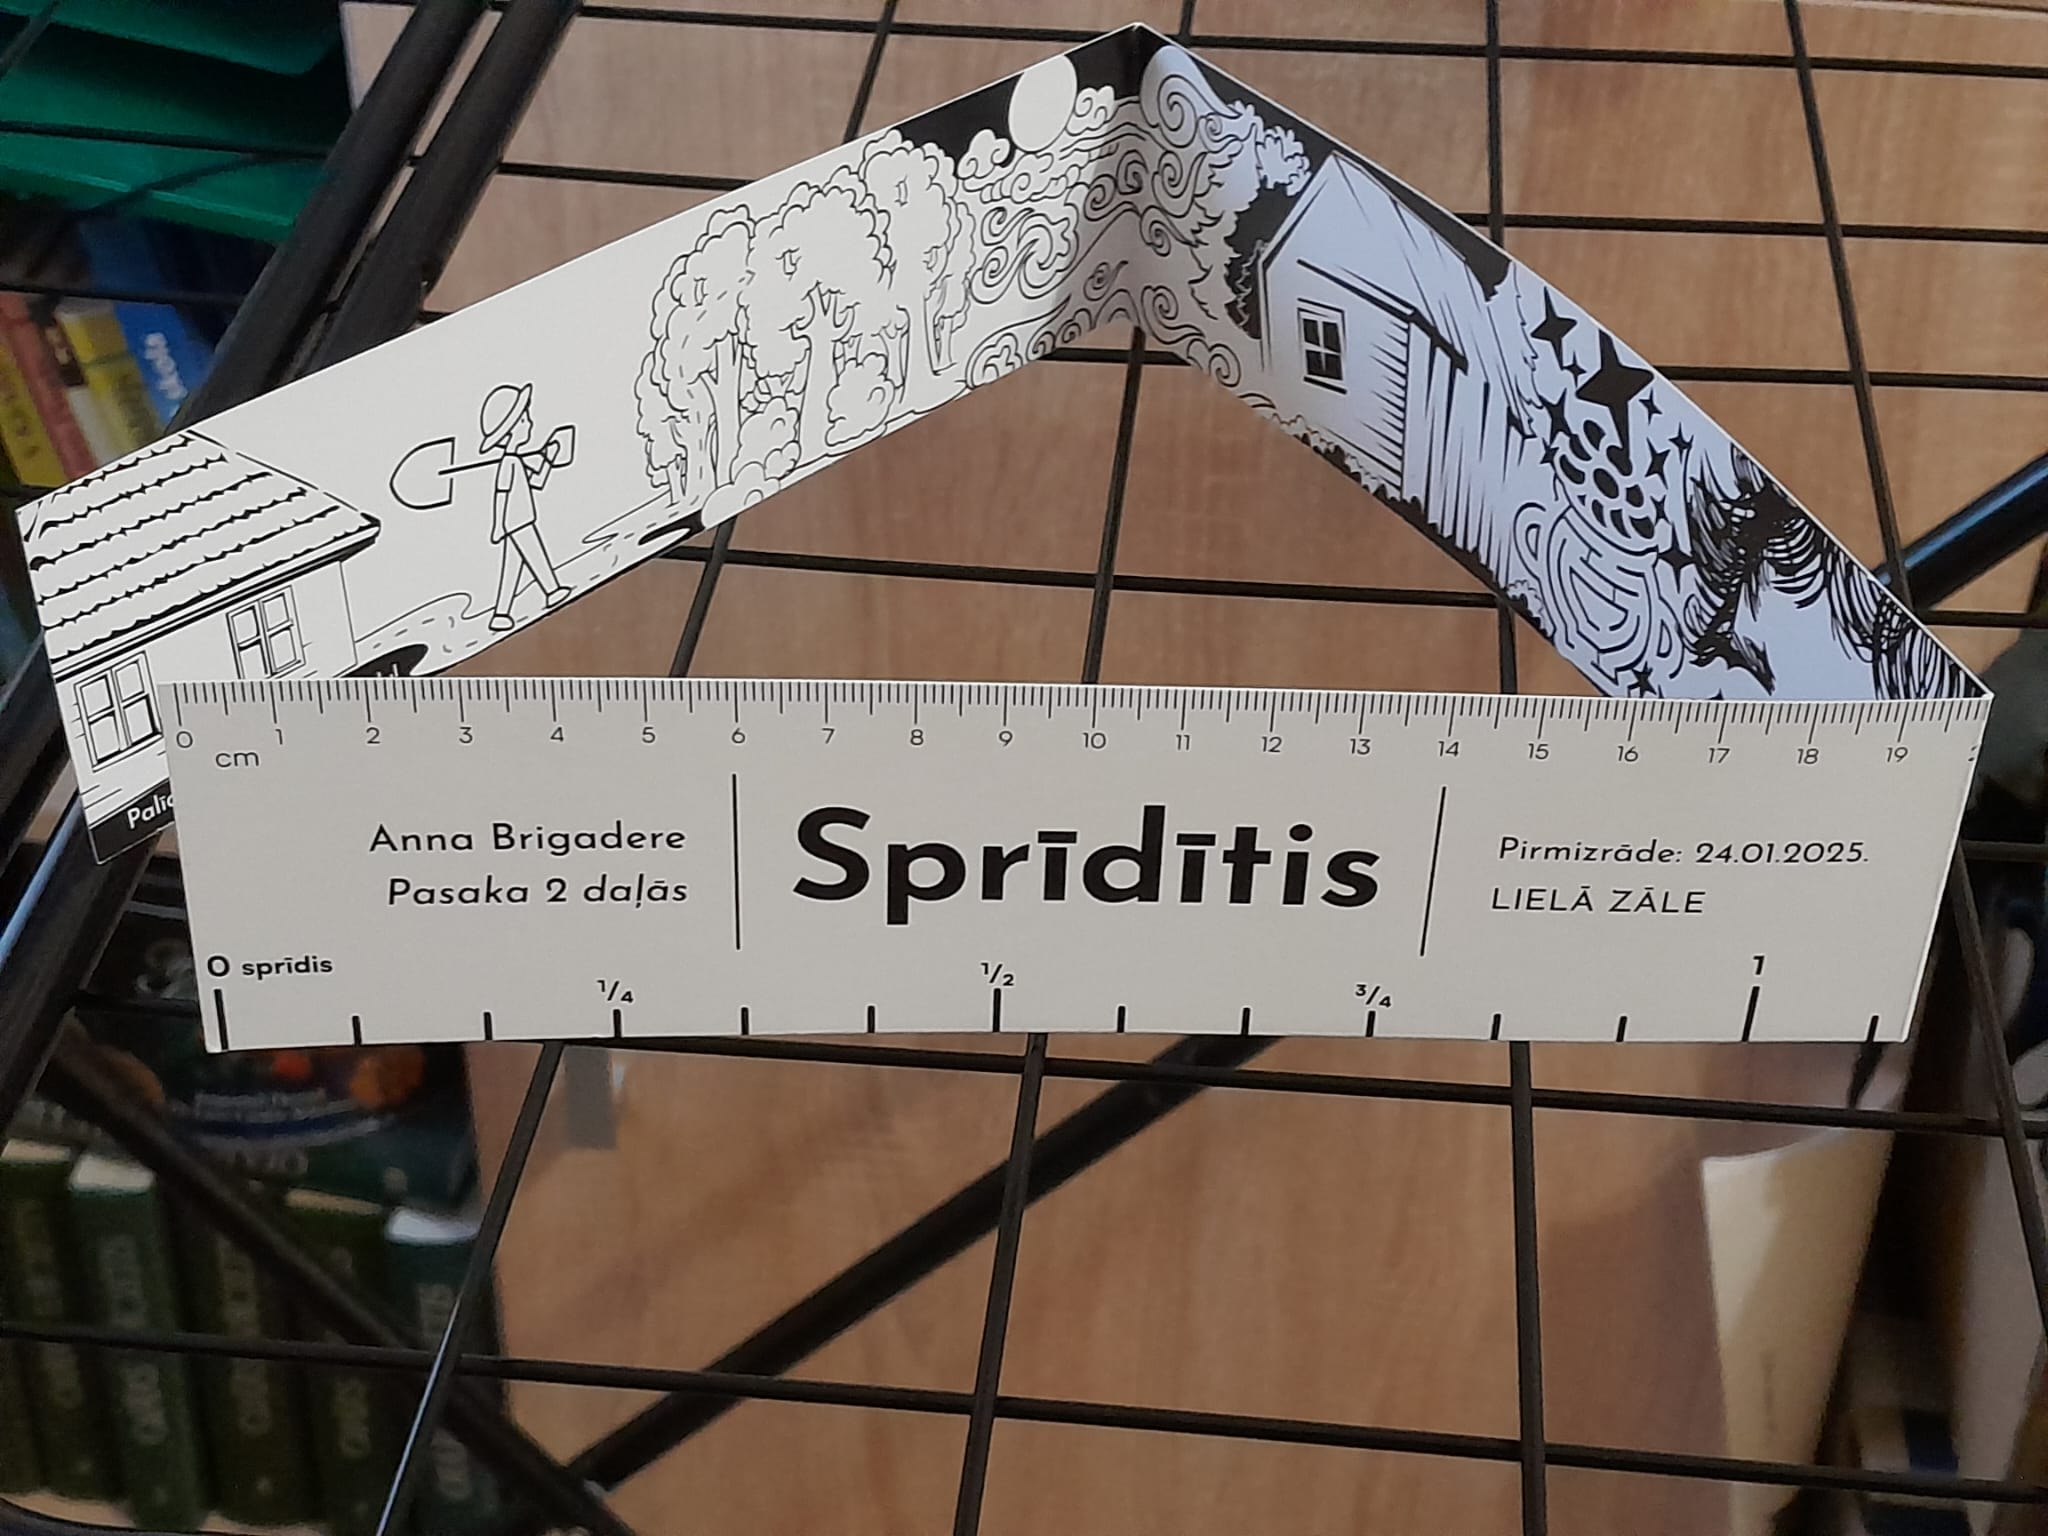 0 1 2 3 4 5 6 7 8 9 10 11 12 13 14 15 16 17 18 19
cm
Anna Brigadere
Pasaka 2 daļās
Sprīdītis
Pirmizrāde: 24.01.2025.
LIELĀ ZĀLE
0 sprīdis 1/4 1/2 3/4 1